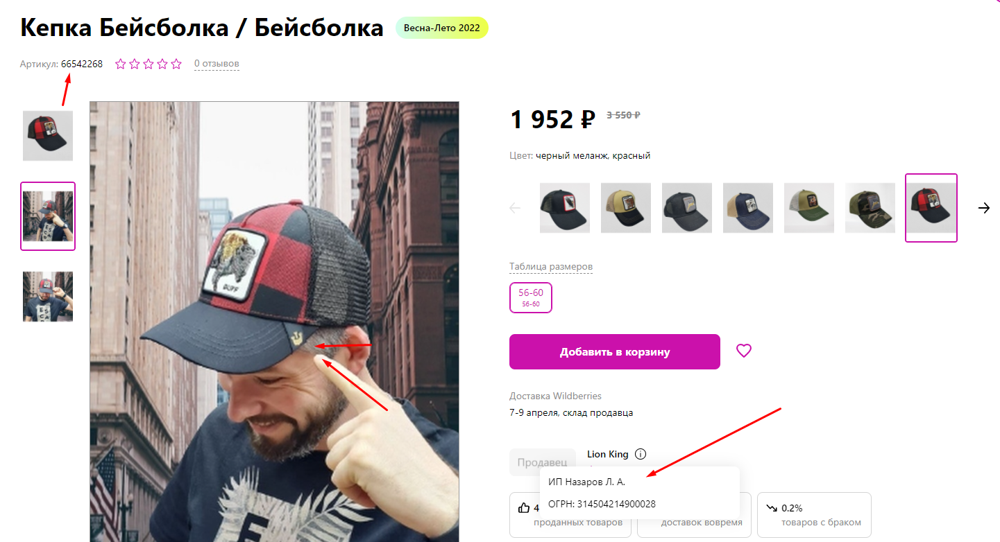 Кепка Бейсболка / Бейсболка
Весна-Лето 2022
Артикул: 66542268
0 отзывов
1 952 ₽
3 550 ₽
Цвет: черный меланж, красный
Таблица размеров
56-60
56-60
Добавить в корзину
Доставка Wildberries
7-9 апреля, склад продавца
Продавец
Lion King
ИП Назаров Л. А.
ОГРН: 314504214900028
4
проданных товаров
доставок вовремя
0.2%
товаров с браком